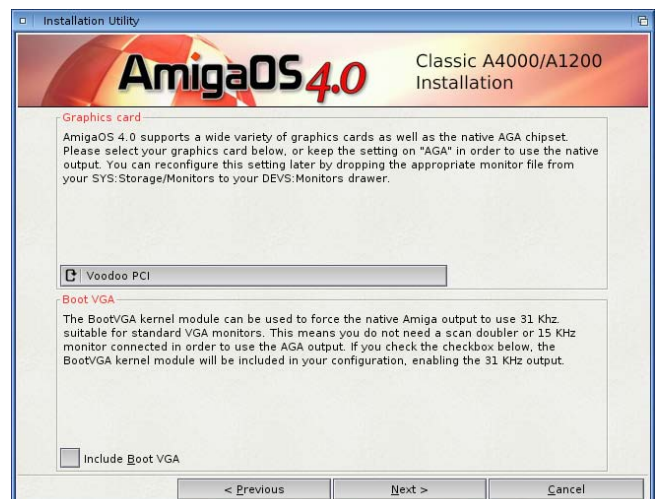 Installation Utility
AmigaOS 4.0
Classic A4000/A1200
Installation
Graphics card
AmigaOS 4.0 supports a wide variety of graphics cards as well as the native AGA chipset.
Please select your graphics card below, or keep the setting on "AGA" in order to use the native
output. You can reconfigure this setting later by dropping the appropriate monitor file from
your SYS:Storage/Monitors to your DEVS:Monitors drawer.
Voodoo PCI
Boot VGA
The BootVGA kernel module can be used to force the native Amiga output to use 31 Khz.
suitable for standard VGA monitors. This means you do not need a scan doubler or 15 KHz
monitor connected in order to use the AGA output. If you check the checkbox below, the
BootVGA kernel module will be included in your configuration, enabling the 31 KHz output.
Include Boot VGA
< Previous
Next >
Cancel